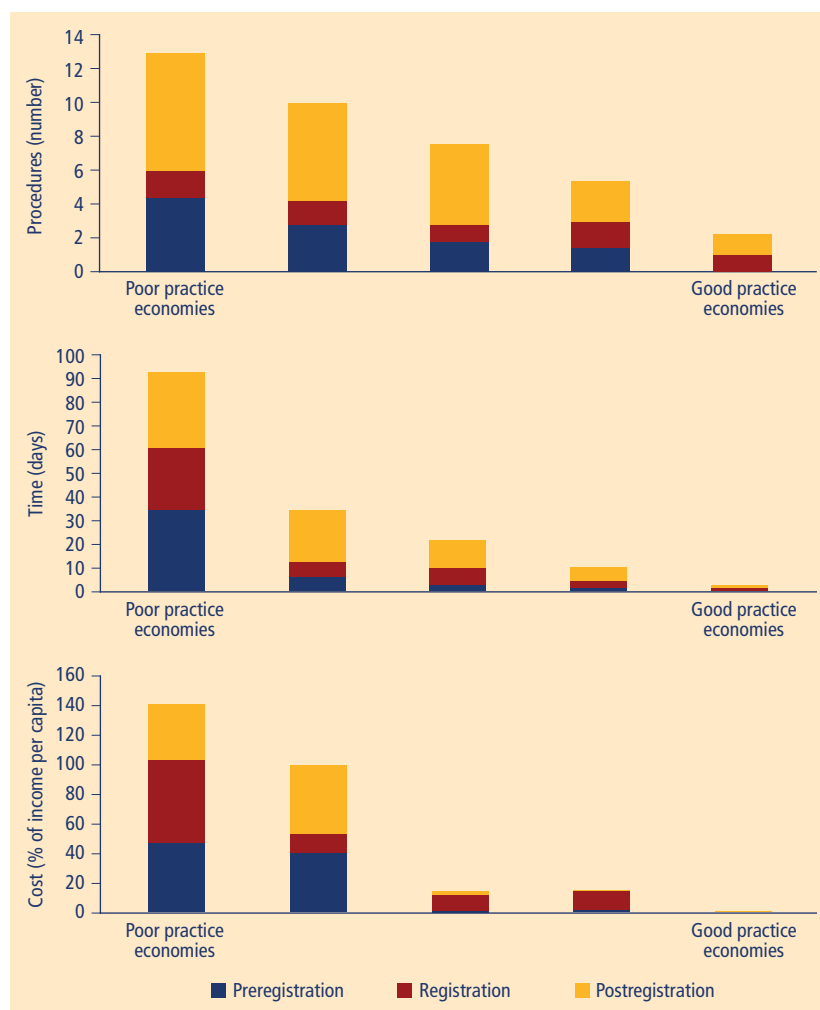 Procedures (number)
14
12
10
8
6
4
2
0
Poor practice
economies
Good practice
economies
Time (days)
100
90
80
70
60
50
40
30
20
10
0
Poor practice
economies
Good practice
economies
Cost (% of income per capita)
160
140
120
100
80
60
40
20
0
Poor practice
economies
Good practice
economies
Preregistration
Registration
Postregistration